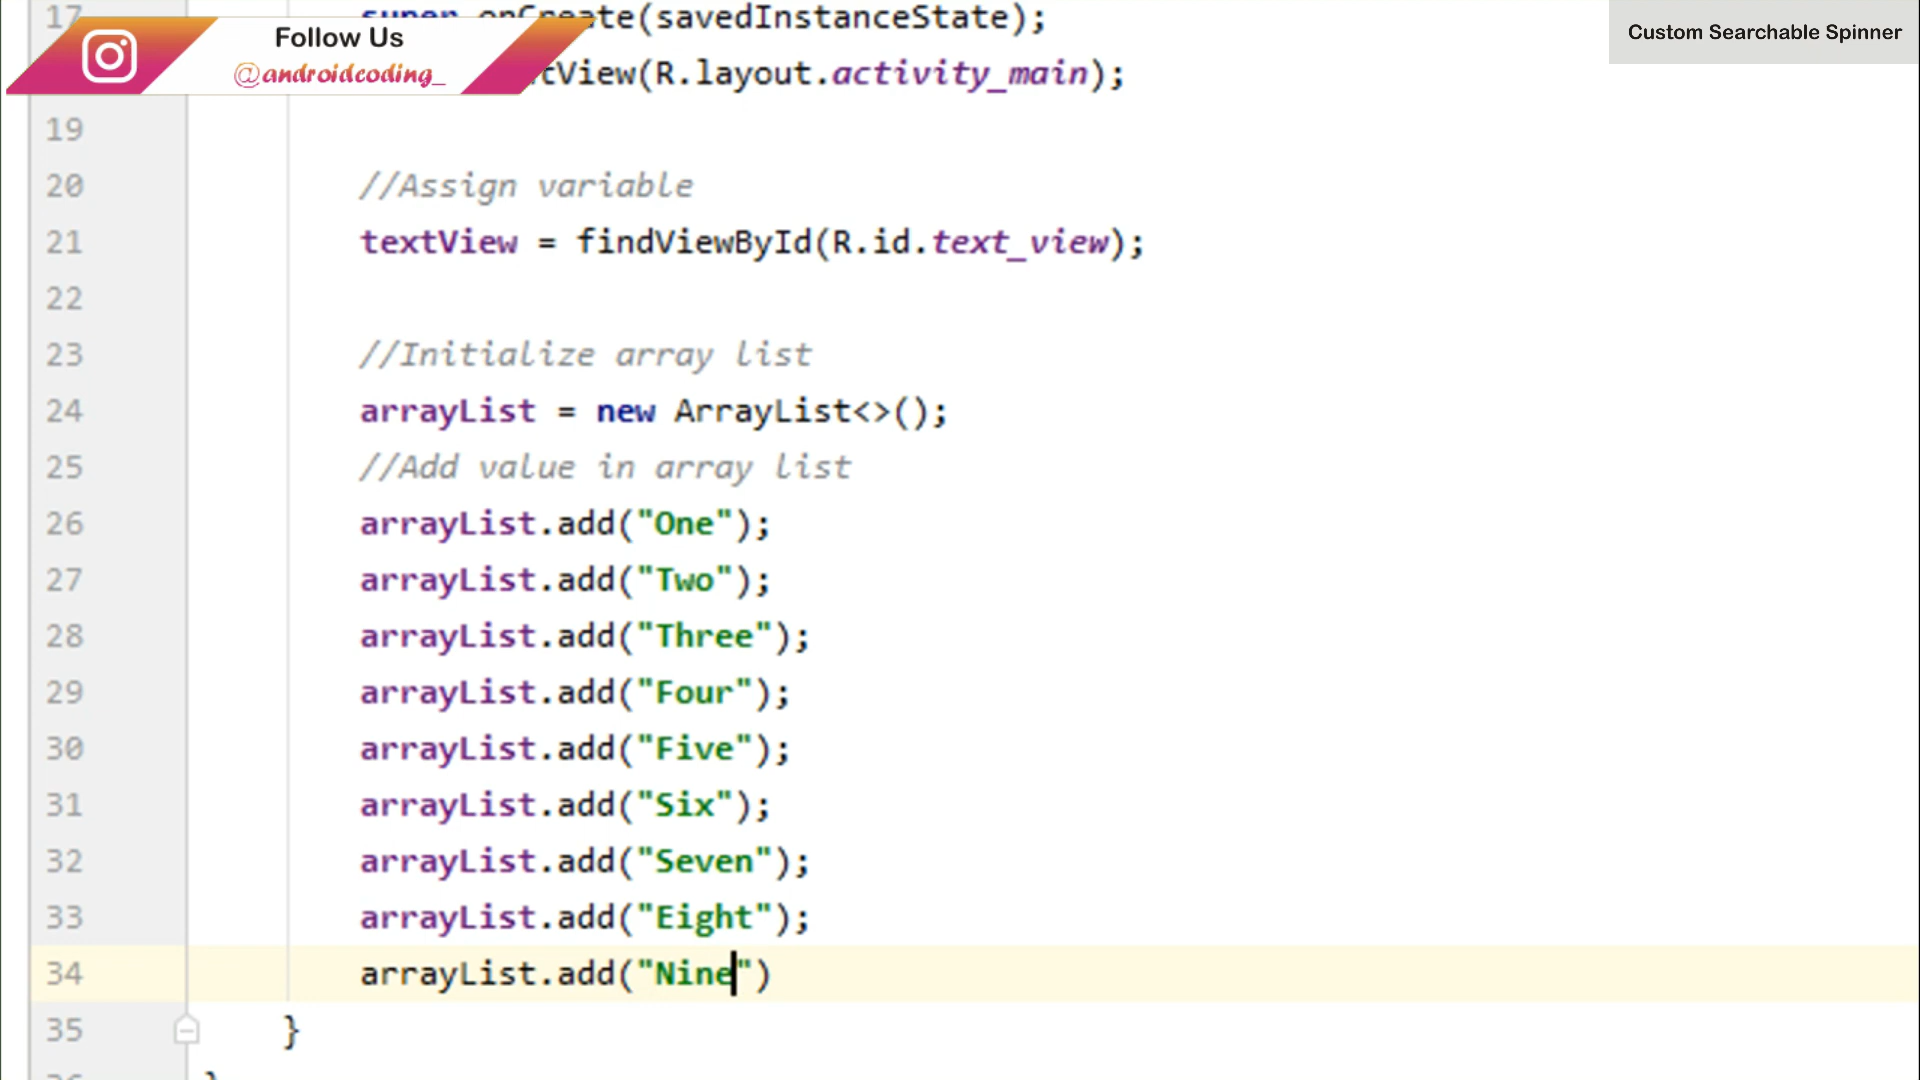 17 super.onCreate(savedInstanceState);
Follow Us
@androidcoding_
tView(R.layout.activity_main);
Custom Searchable Spinner
19
20 //Assign variable
21 textView = findViewById(R.id.text_view);
22
23 //Initialize array list
24 arrayList = new ArrayList<>();
25 //Add value in array list
26 arrayList.add("One");
27 arrayList.add("Two");
28 arrayList.add("Three");
29 arrayList.add("Four");
30 arrayList.add("Five");
31 arrayList.add("Six");
32 arrayList.add("Seven");
33 arrayList.add("Eight");
34 arrayList.add("Nine")
35 }